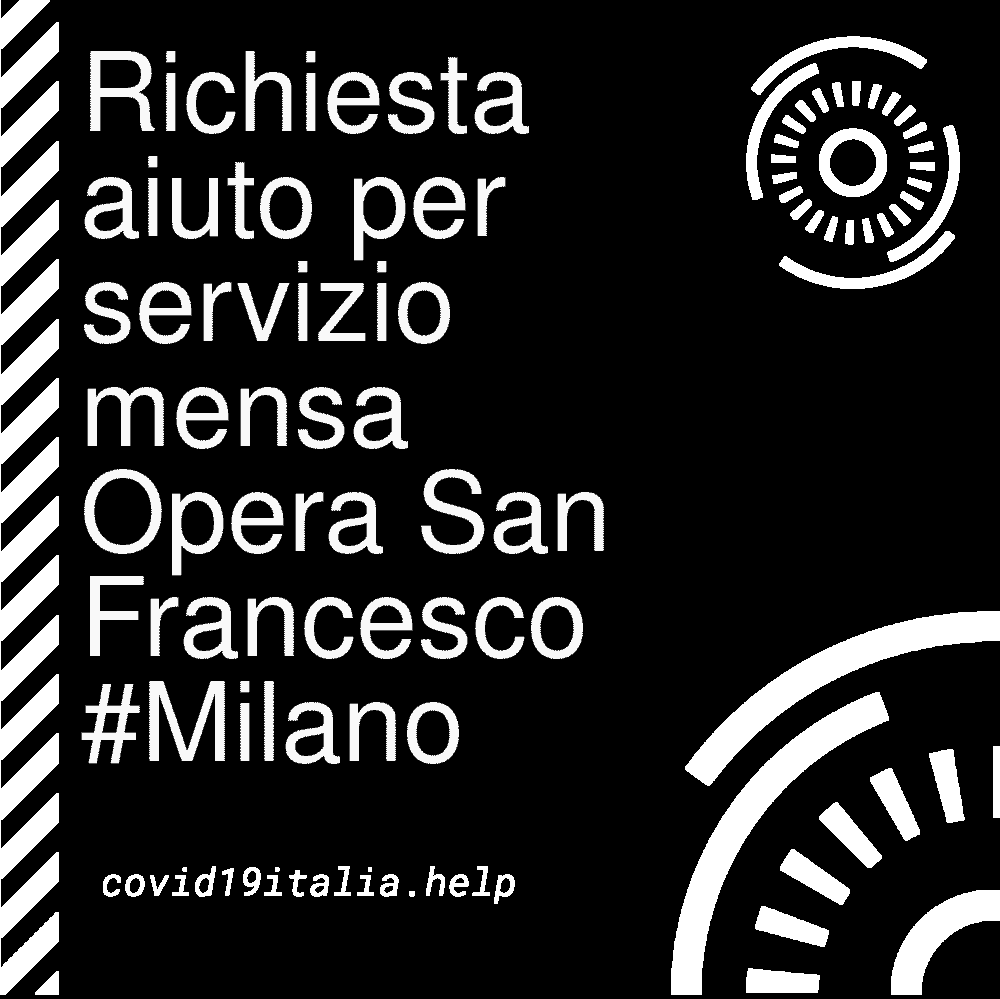 Richiesta
aiuto per
servizio
mensa
Opera San
Francesco
#Milano
covid19italia.help